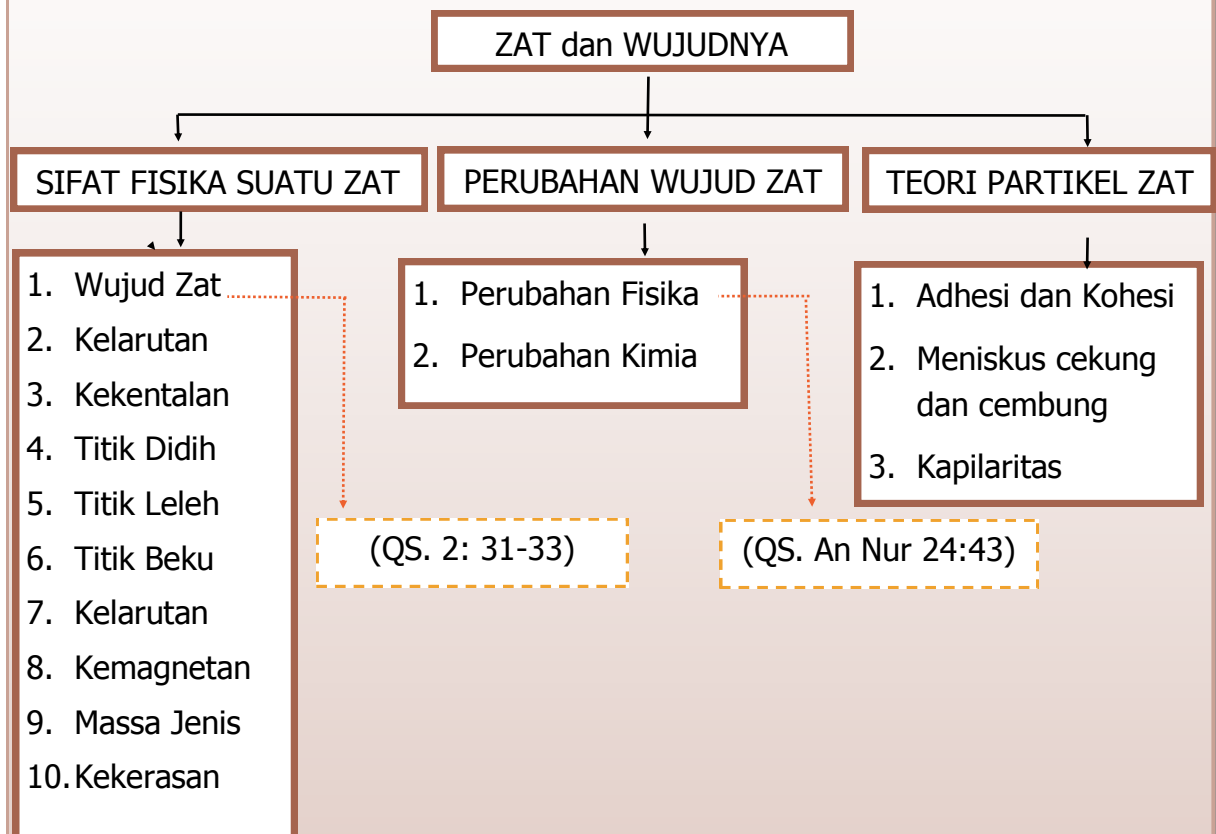 ZAT dan WUJUDNYA
SIFAT FISIKA SUATU ZAT
PERUBAHAN WUJUD ZAT
TEORI PARTIKEL ZAT
1. Wujud Zat
2. Kelarutan
3. Kekentalan
4. Titik Didih
5. Titik Leleh
6. Titik Beku
7. Kelarutan
8. Kemagnetan
9. Massa Jenis
10. Kekerasan
1. Perubahan Fisika
2. Perubahan Kimia
1. Adhesi dan Kohesi
2. Meniskus cekung
dan cembung
3. Kapilaritas
(QS. 2: 31-33)
(QS. An Nur 24:43)